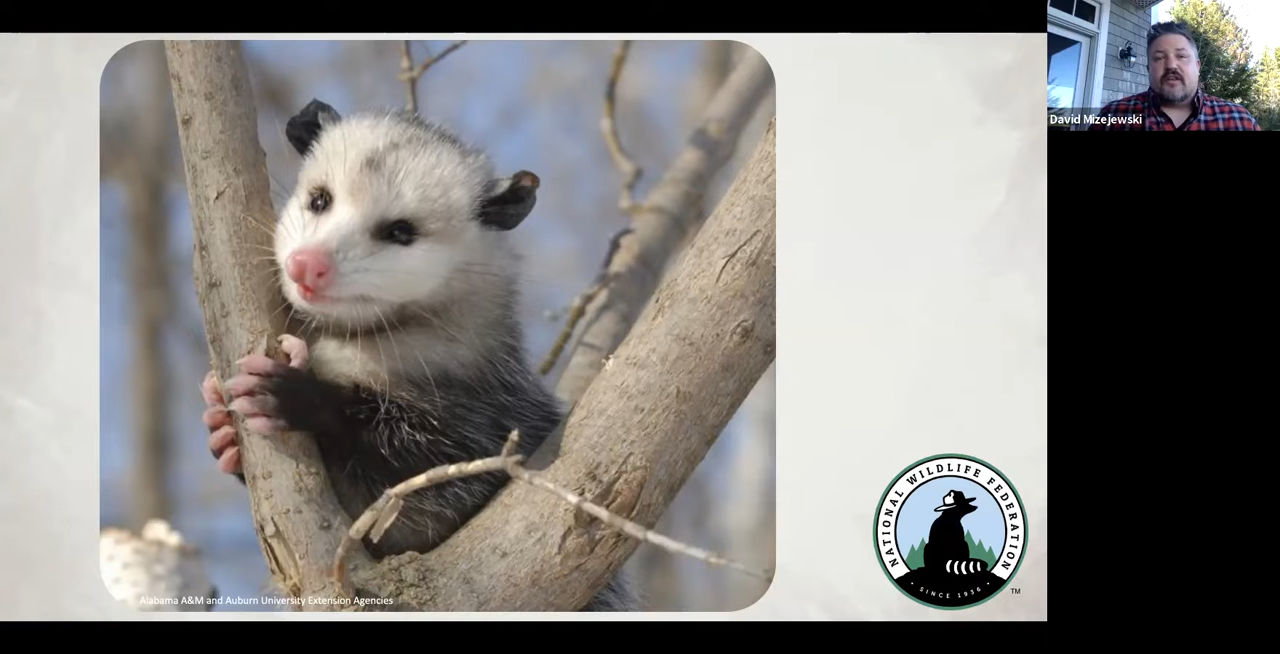 David Mizejewski
NATIONAL WILDLIFE FEDERATION
· SINCE 1936 ·
TM
Alabama A&M and Auburn University Extension Agencies